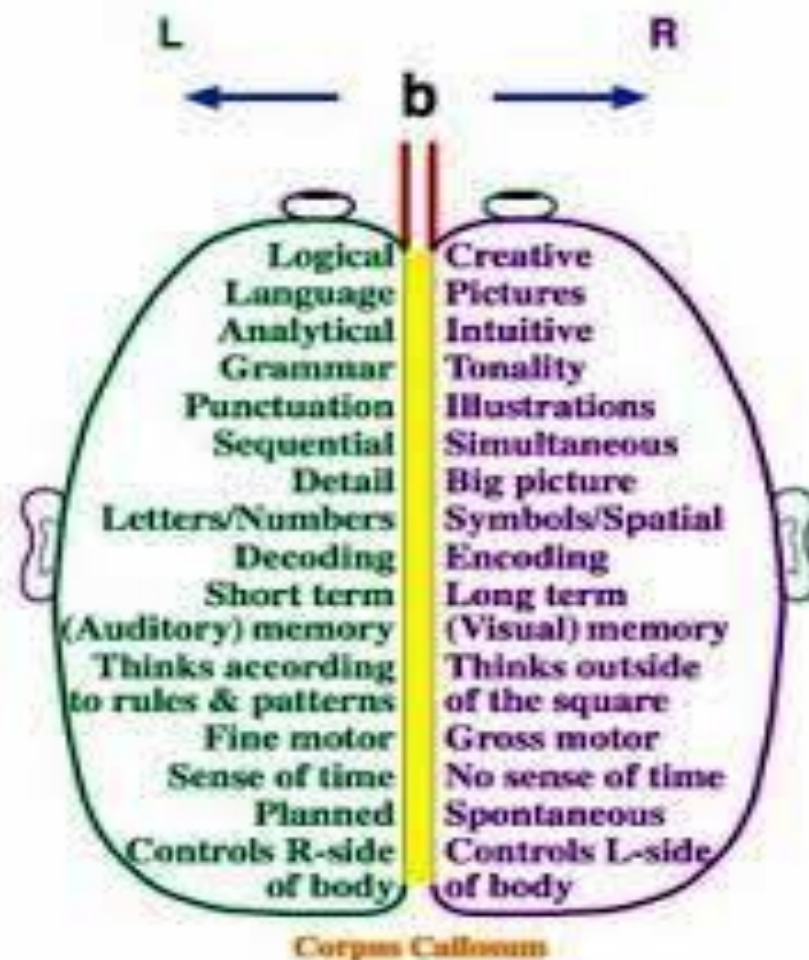 L R
b
Logical Creative
Language Pictures
Analytical Intuitive
Grammar Tonality
Punctuation Illustrations
Sequential Simultaneous
Detail Big picture
Letters/Numbers Symbols/Spatial
Decoding Encoding
Short term Long term
(Auditory) memory (Visual) memory
Thinks according Thinks outside
to rules & patterns of the square
Fine motor Gross motor
Sense of time No sense of time
Planned Spontaneous
Controls R-side Controls L-side
of body of body
Corpus Callosum